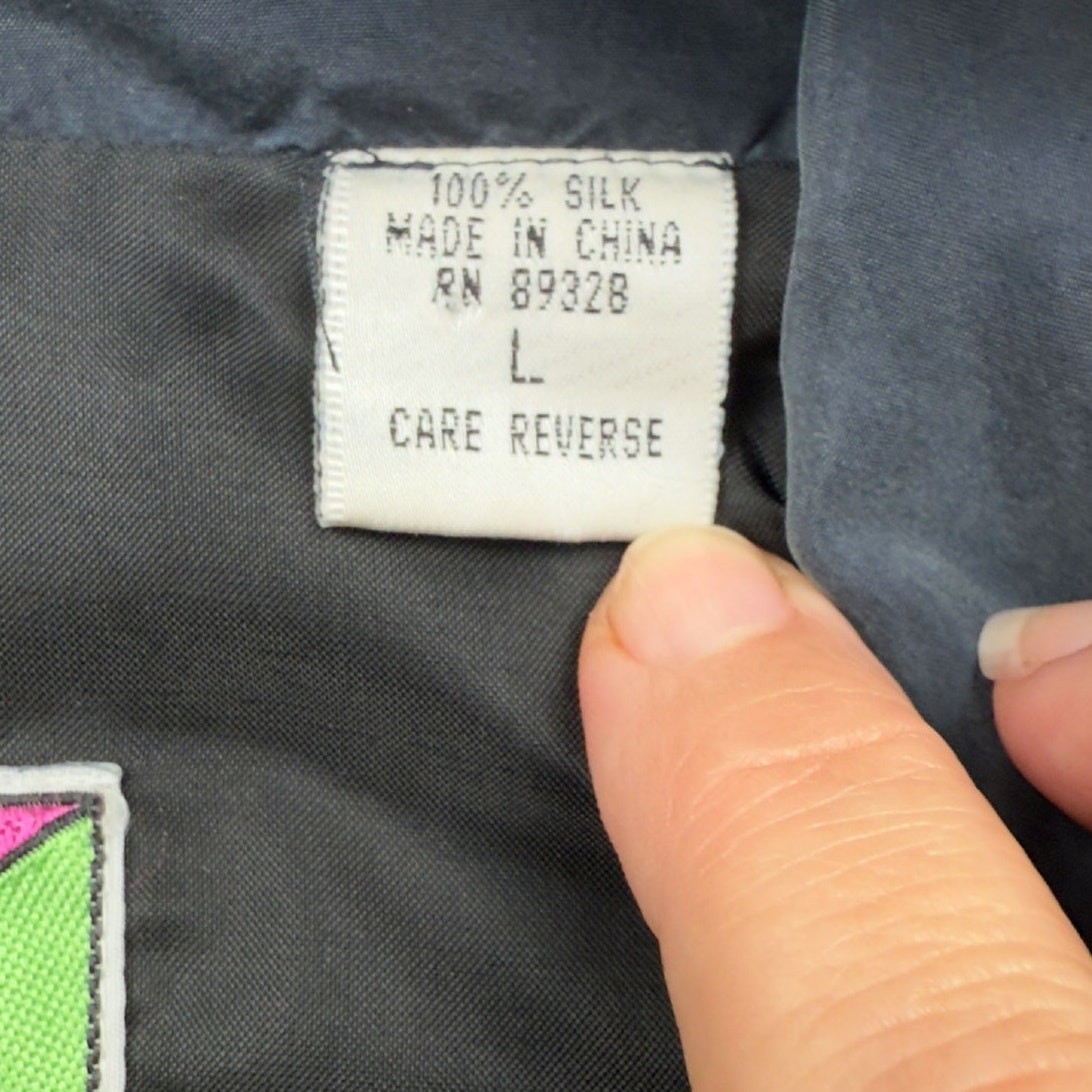 100% SILK
MADE IN CHINA
RN 89328
L
CARE REVERSE